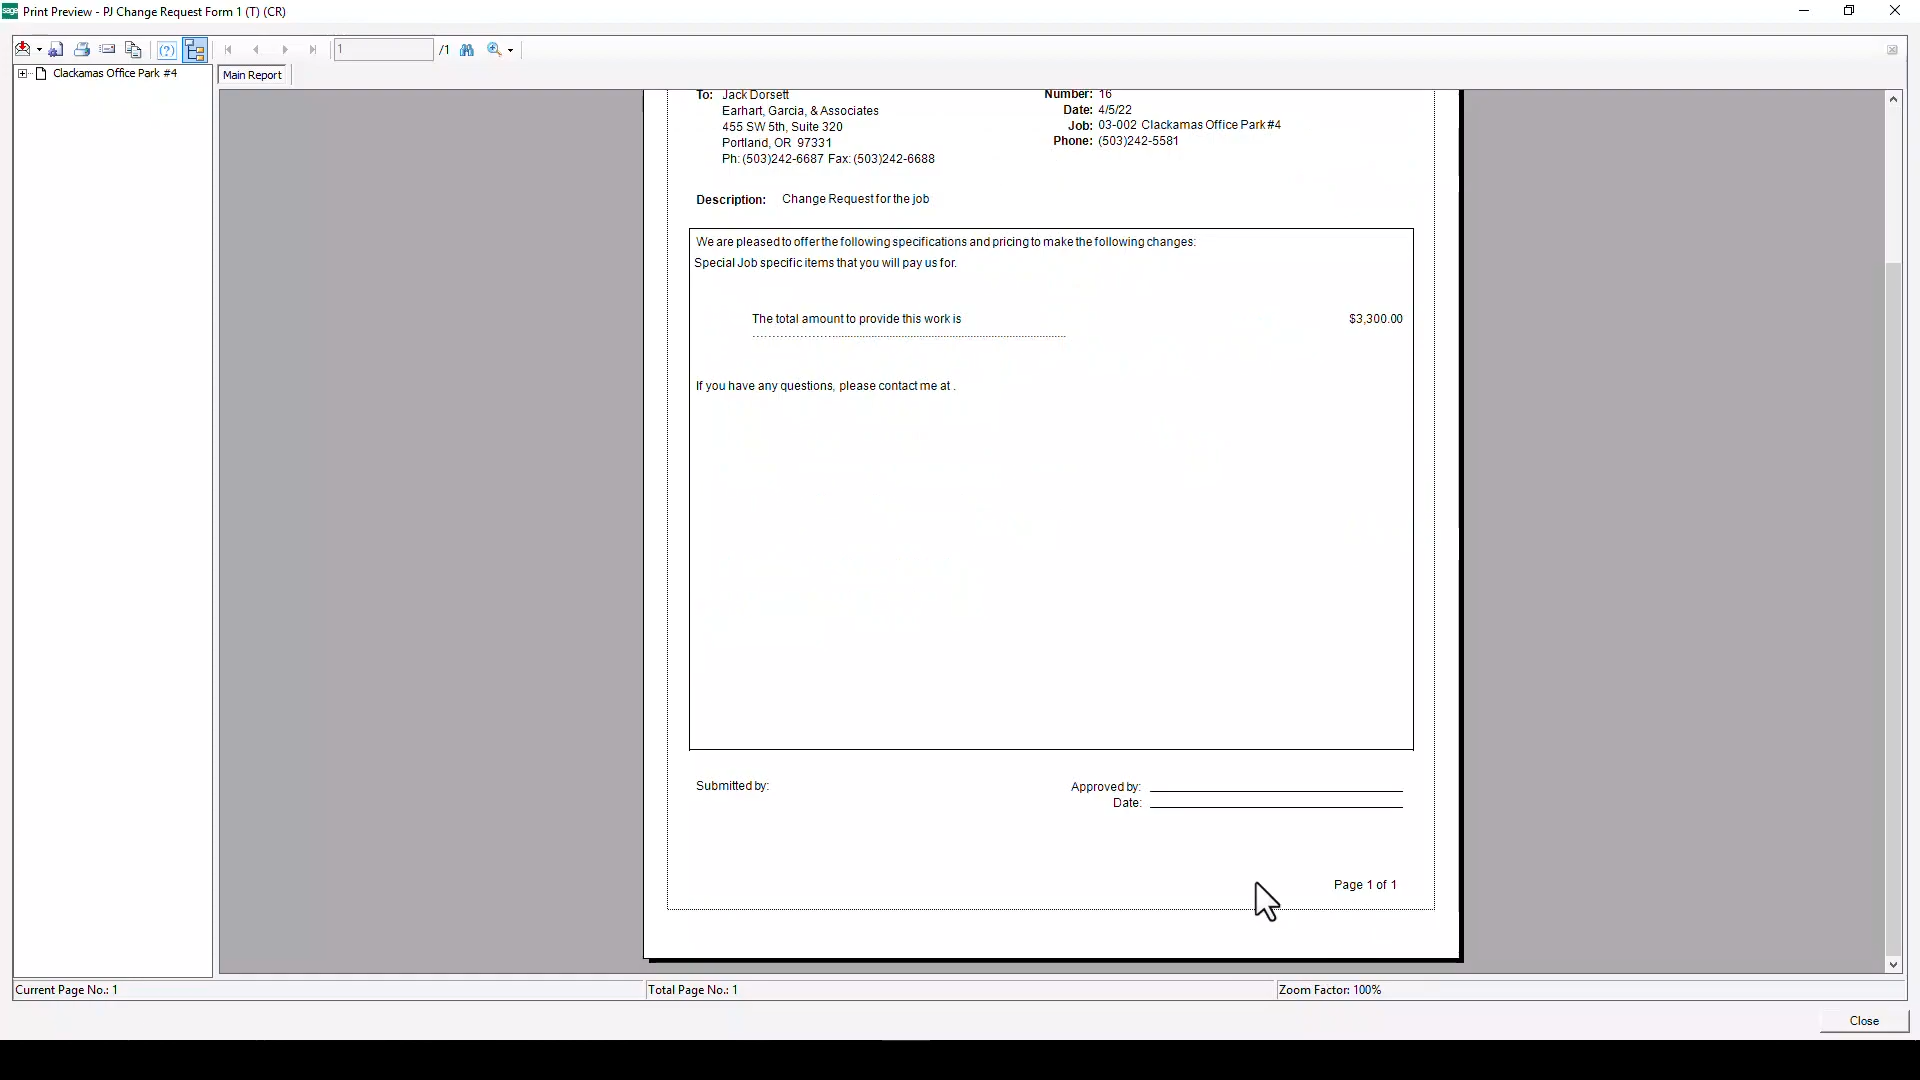 sage Print Preview - PJ Change Request Form 1 (T) (CR)
1 /1
Clackamas Office Park #4
Main Report
To: Jack Dorsett
Earhart, Garcia, & Associates
455 SW 5th, Suite 320
Portland, OR 97331
Ph: (503)242-6687 Fax: (503)242-6688
Number: 16
Date: 4/5/22
Job: 03-002 Clackamas Office Park #4
Phone: (503)242-5581
Description: Change Request for the job
We are pleased to offer the following specifications and pricing to make the following changes:
Special Job specific items that you will pay us for.
The total amount to provide this work is $3,300.00
If you have any questions, please contact me at .
Submitted by:
Approved by:
Date:
Page 1 of 1
Current Page No.: 1 Total Page No.: 1 Zoom Factor: 100%
Close